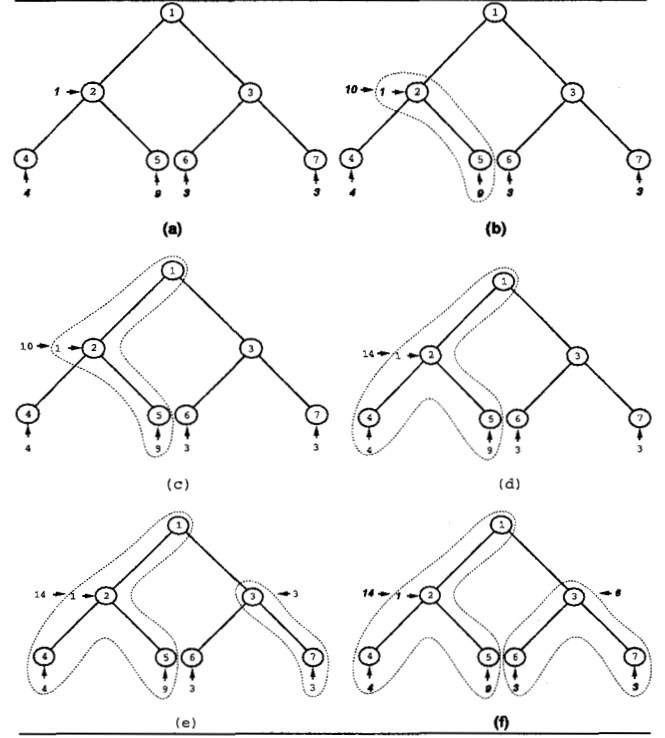 1 1
1 → 2 3 10 → 1 → 2 3
4 5 6 7 4 5 6 7
4 9 3 3 4 9 3 3
(a) (b)
1 1
10 → 1 → 2 3 14 → 1 → 2 3
4 5 6 7 4 5 6 7
4 9 3 3 4 9 3 3
(c) (d)
1 1
14 → 1 → 2 3 ← 3 14 → 1 → 2 3 ← 6
4 5 6 7 4 5 6 7
4 9 3 3 4 9 3 3
(e) (f)